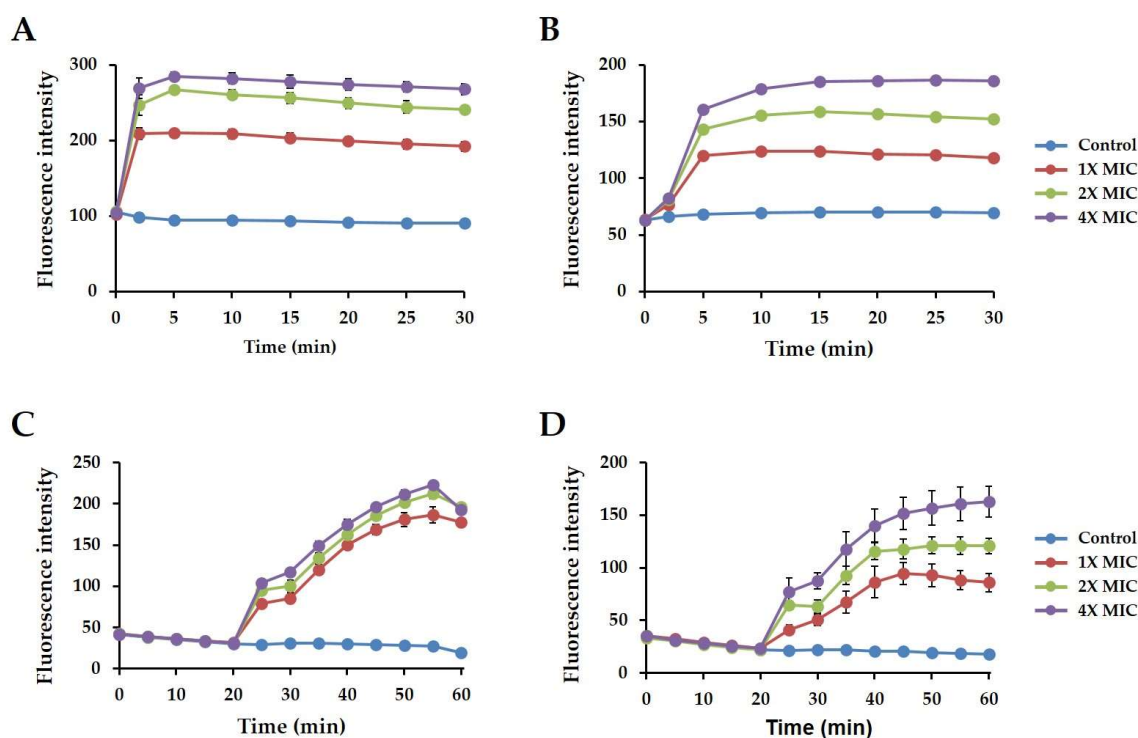 A
Fluorescence intensity
300
200
100
0
0 5 10 15 20 25 30
Time (min)
B
Fluorescence intensity
200
150
100
50
0
0 5 10 15 20 25 30
Time (min)
Control
1X MIC
2X MIC
4X MIC
C
Fluorescence intensity
250
200
150
100
50
0
0 10 20 30 40 50 60
Time (min)
D
Fluorescence intensity
200
150
100
50
0
0 10 20 30 40 50 60
Time (min)
Control
1X MIC
2X MIC
4X MIC